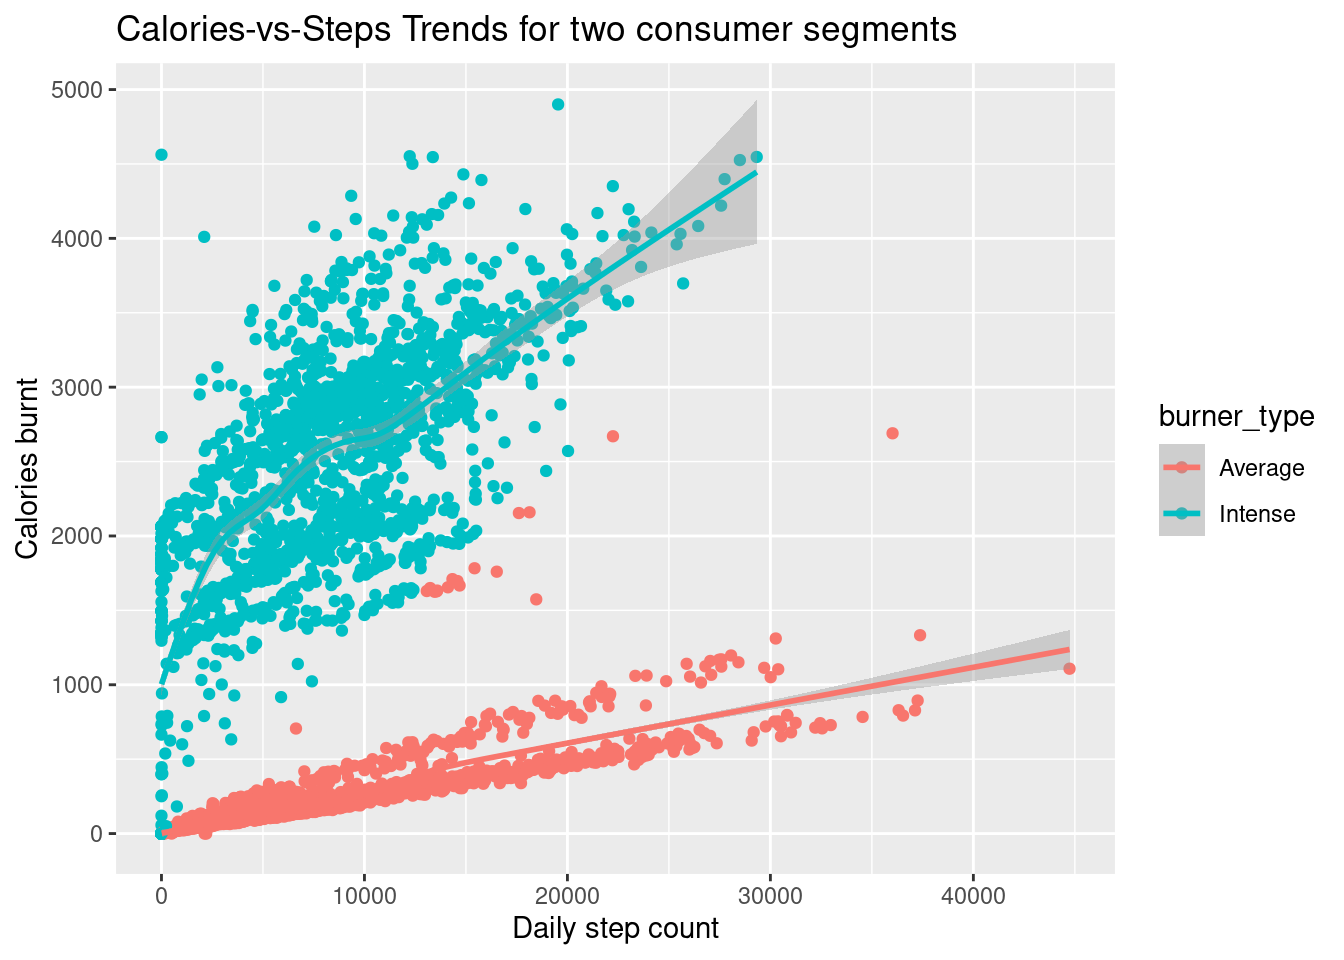 Calories-vs-Steps Trends for two consumer segments
5000
4000
3000
2000
1000
0
Calories burnt
0 10000 20000 30000 40000
Daily step count
burner_type
Average
Intense